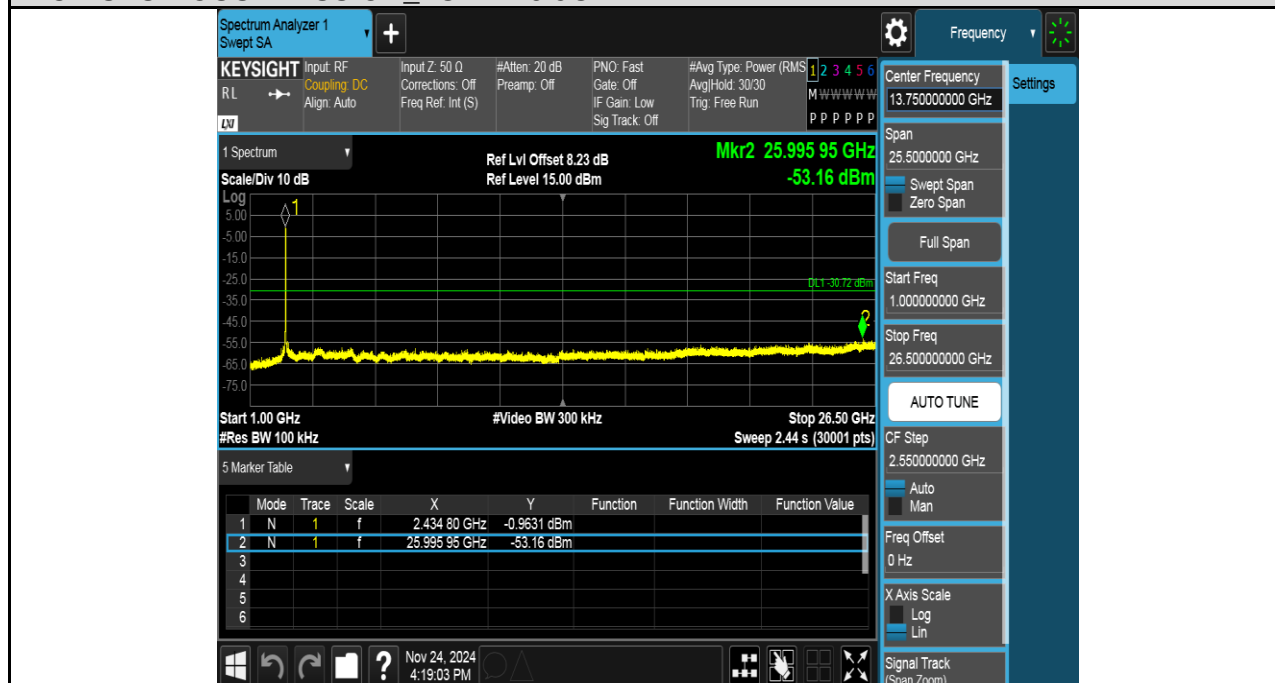 Spectrum Analyzer 1
Swept SA
+
Frequency
KEYSIGHT
RL
LXI
Input: RF
Coupling: DC
Align: Auto
Input Z: 50 Ω
Corrections: Off
Freq Ref: Int (S)
#Atten: 20 dB
Preamp: Off
PNO: Fast
Gate: Off
IF Gain: Low
Sig Track: Off
#Avg Type: Power (RMS
Avg|Hold: 30/30
Trig: Free Run
1 2 3 4 5 6
M W W W W W
P P P P P P
Center Frequency
13.750000000 GHz
Settings
1 Spectrum
Scale/Div 10 dB
Ref Lvl Offset 8.23 dB
Ref Level 15.00 dBm
Mkr2 25.995 95 GHz
-53.16 dBm
Log
5.00
-5.00
-15.0
-25.0
-35.0
-45.0
-55.0
-65.0
-75.0
1
DL1 -30.72 dBm
2
Start 1.00 GHz
#Res BW 100 kHz
#Video BW 300 kHz
Stop 26.50 GHz
Sweep 2.44 s (30001 pts)
Span
25.5000000 GHz
Swept Span
Zero Span
Full Span
Start Freq
1.000000000 GHz
Stop Freq
26.500000000 GHz
AUTO TUNE
CF Step
2.550000000 GHz
Auto
Man
Freq Offset
0 Hz
X Axis Scale
Log
Lin
Signal Track
(Span Zoom)
5 Marker Table
Mode Trace Scale X Y Function Function Width Function Value
1 N 1 f 2.434 80 GHz -0.9631 dBm
2 N 1 f 25.995 95 GHz -53.16 dBm
3
4
5
6
?
Nov 24, 2024
4:19:03 PM